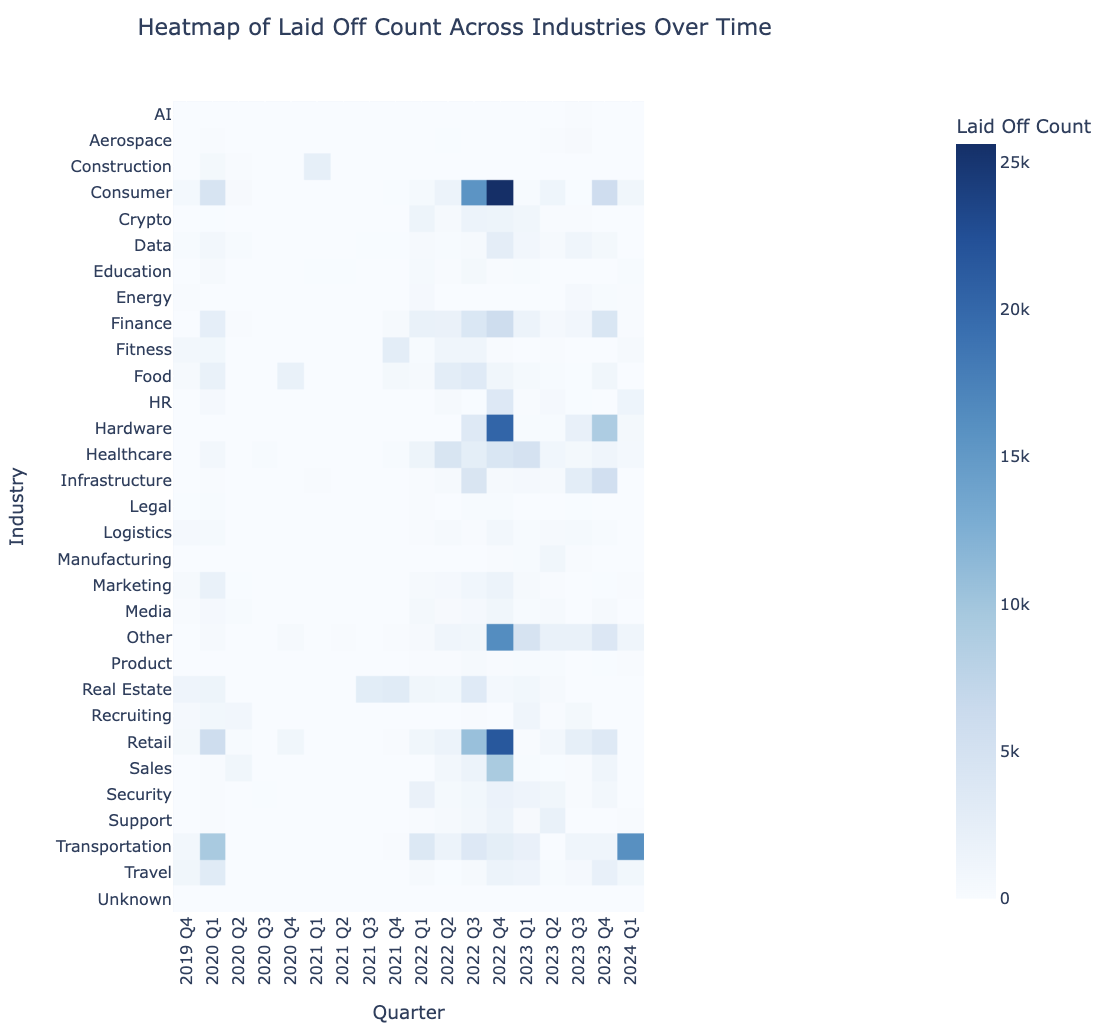 Heatmap of Laid Off Count Across Industries Over Time
Laid Off Count
25k
20k
15k
10k
5k
0
Industry
AI
Aerospace
Construction
Consumer
Crypto
Data
Education
Energy
Finance
Fitness
Food
HR
Hardware
Healthcare
Infrastructure
Legal
Logistics
Manufacturing
Marketing
Media
Other
Product
Real Estate
Recruiting
Retail
Sales
Security
Support
Transportation
Travel
Unknown
2019 Q4
2020 Q1
2020 Q2
2020 Q3
2020 Q4
2021 Q1
2021 Q2
2021 Q3
2021 Q4
2022 Q1
2022 Q2
2022 Q3
2022 Q4
2023 Q1
2023 Q2
2023 Q3
2023 Q4
2024 Q1
Quarter